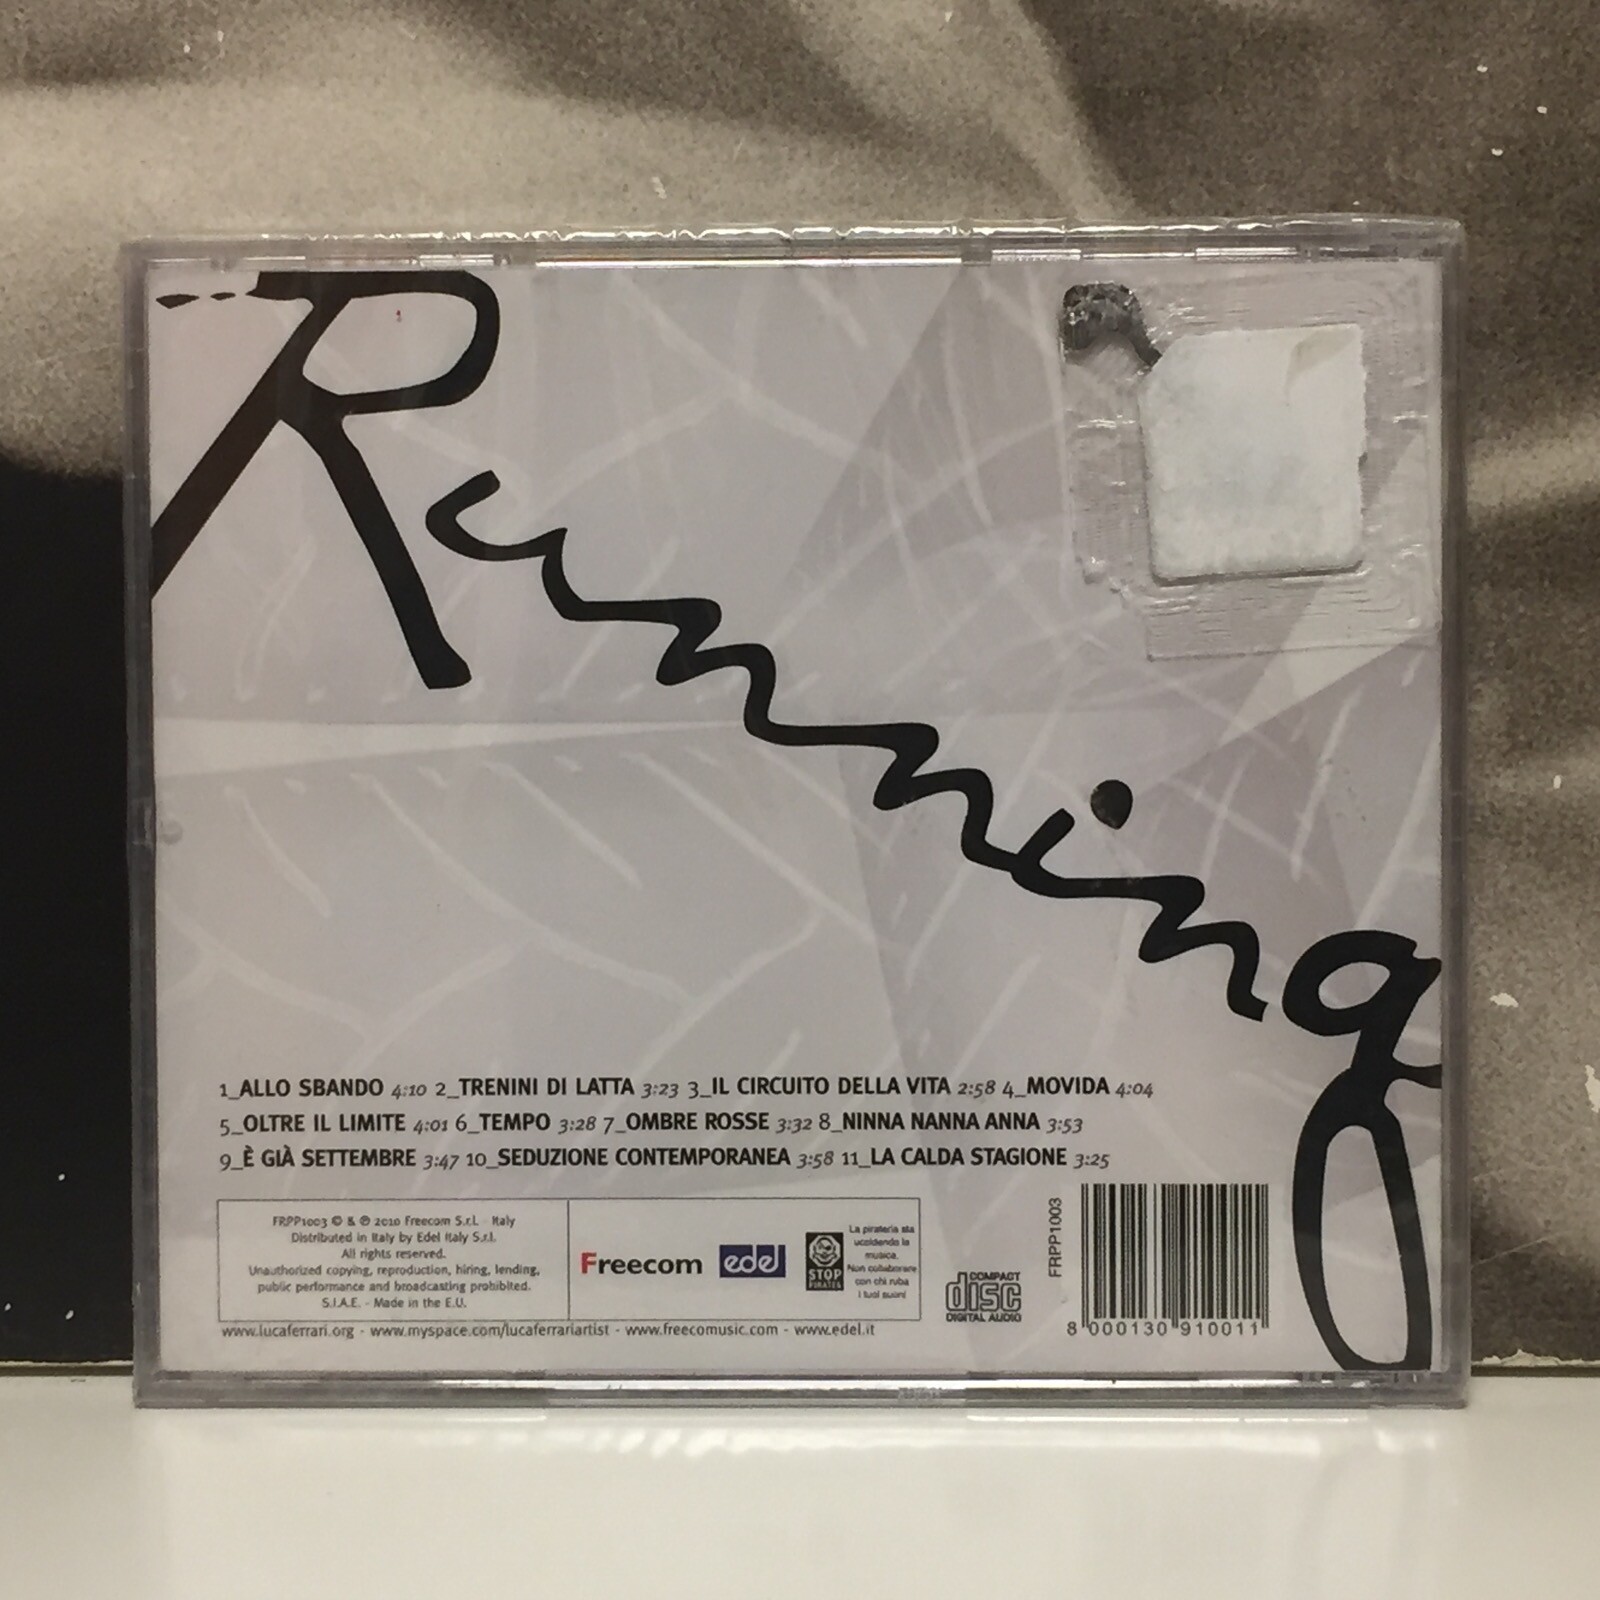 Running
1_ALLO SBANDO 4:10 2_TRENINI DI LATTA 3:23 3_IL CIRCUITO DELLA VITA 2:58 4_MOVIDA 4:04
5_OLTRE IL LIMITE 4:01 6_TEMPO 3:28 7_OMBRE ROSSE 3:32 8_NINNA NANNA ANNA 3:53
9_È GIÀ SETTEMBRE 3:47 10_SEDUZIONE CONTEMPORANEA 3:58 11_LA CALDA STAGIONE 3:25
FRPP1003 © & ℗ 2010 Freecom S.r.l. - Italy
Distributed in Italy by Edel Italy S.r.l.
All rights reserved.
Unauthorized copying, reproduction, hiring, lending,
public performance and broadcasting prohibited.
S.I.A.E. - Made in the E.U.
Freecom
edel
STOP
PIRATES
La pirateria sta
uccidendo la
musica.
Non collaborare
con chi ruba
i tuoi suoni
COMPACT
disc
DIGITAL AUDIO
FRPP1003
8 000130 910011
www.lucaferrari.org - www.myspace.com/lucaferrariartist - www.freecomusic.com - www.edel.it